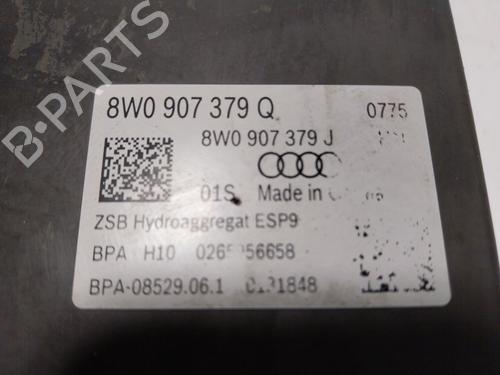 B-PARTS
8W0 907 379 Q 0775
8W0 907 379 J
01S Made in
ZSB Hydroaggregat ESP9
BPA H10
BPA-08529.06.1